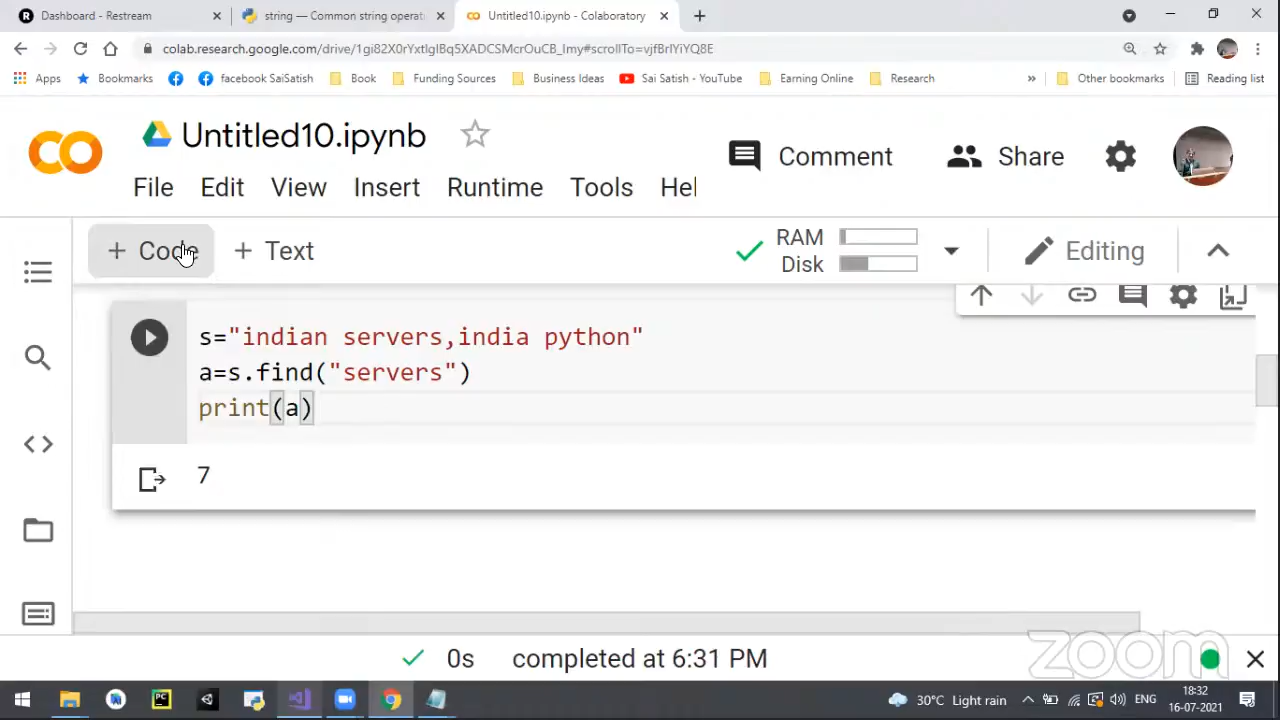 Dashboard - Restream
string — Common string operat
Untitled10.ipynb - Colaboratory
colab.research.google.com/drive/1gi82X0rYxtlglBq5XADCSMcrOuCB_Imy#scrollTo=vjfBrlYiYQ8E
Apps Bookmarks facebook SaiSatish Book Funding Sources Business Ideas Sai Satish - YouTube Earning Online Research » Other bookmarks Reading list
Untitled10.ipynb
Comment Share
File Edit View Insert Runtime Tools Hel
+ Code + Text
RAM
Disk
Editing
s="indian servers,india python"
a=s.find("servers")
print(a)
7
0s completed at 6:31 PM
zoom
30°C Light rain
ENG
18:32
16-07-2021